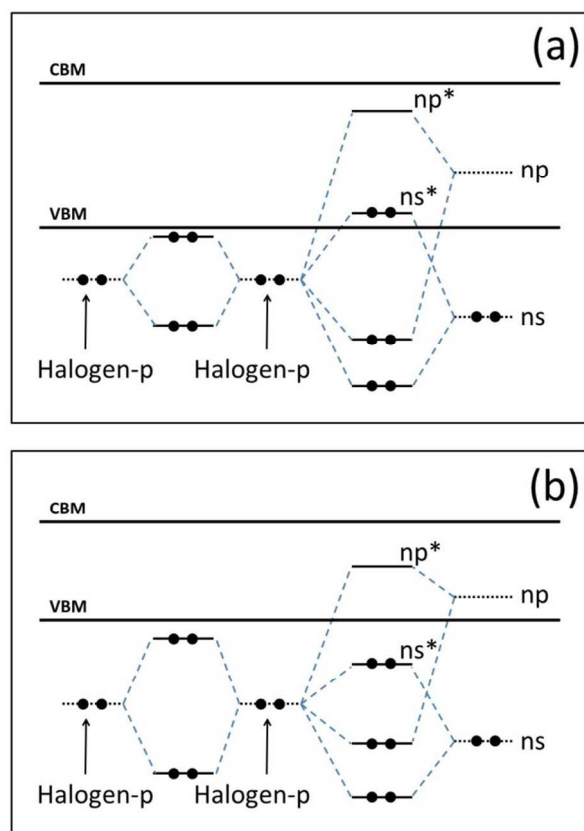 (a)
CBM
np*
np
ns*
VBM
ns
Halogen-p Halogen-p
(b)
CBM
np*
np
VBM
ns*
ns
Halogen-p Halogen-p